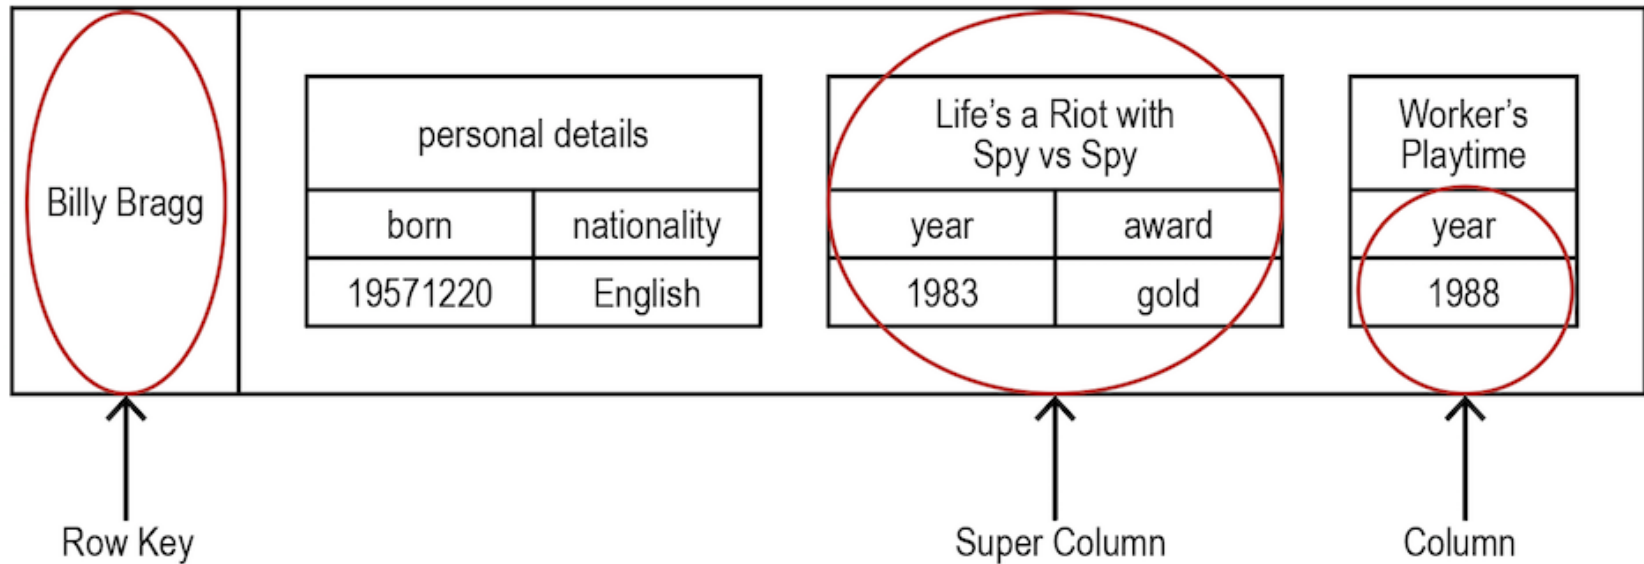 Billy Bragg
personal details
born nationality
19571220 English
Life's a Riot with
Spy vs Spy
year award
1983 gold
Worker's
Playtime
year
1988
Row Key
Super Column
Column